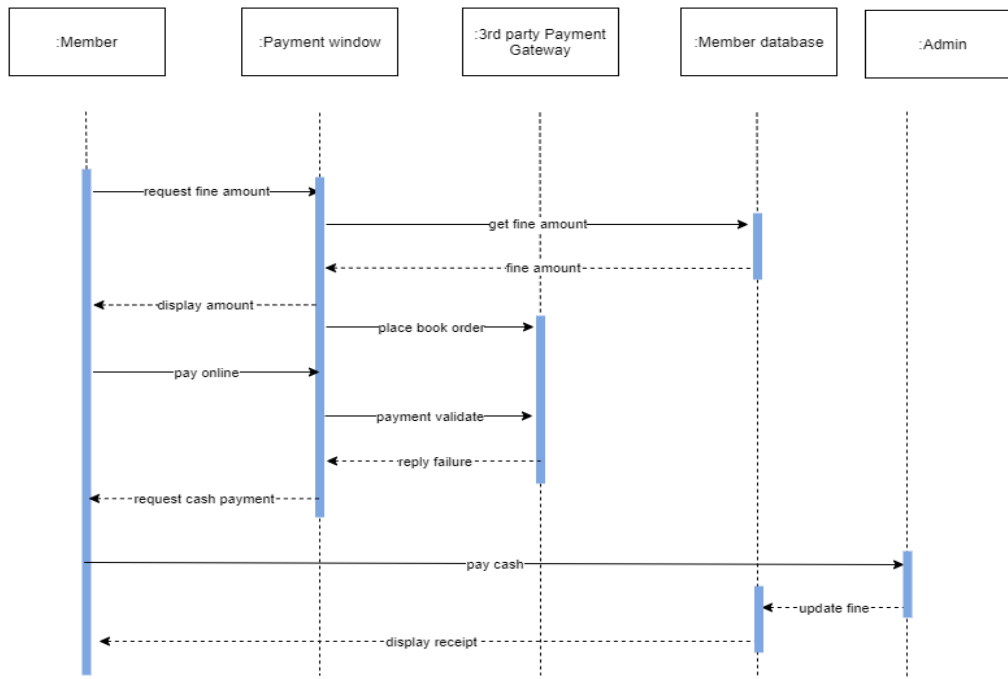 :Member
:Payment window
:3rd party Payment
Gateway
:Member database
:Admin
request fine amount
get fine amount
fine amount
display amount
place book order
pay online
payment validate
reply failure
request cash payment
pay cash
update fine
display receipt